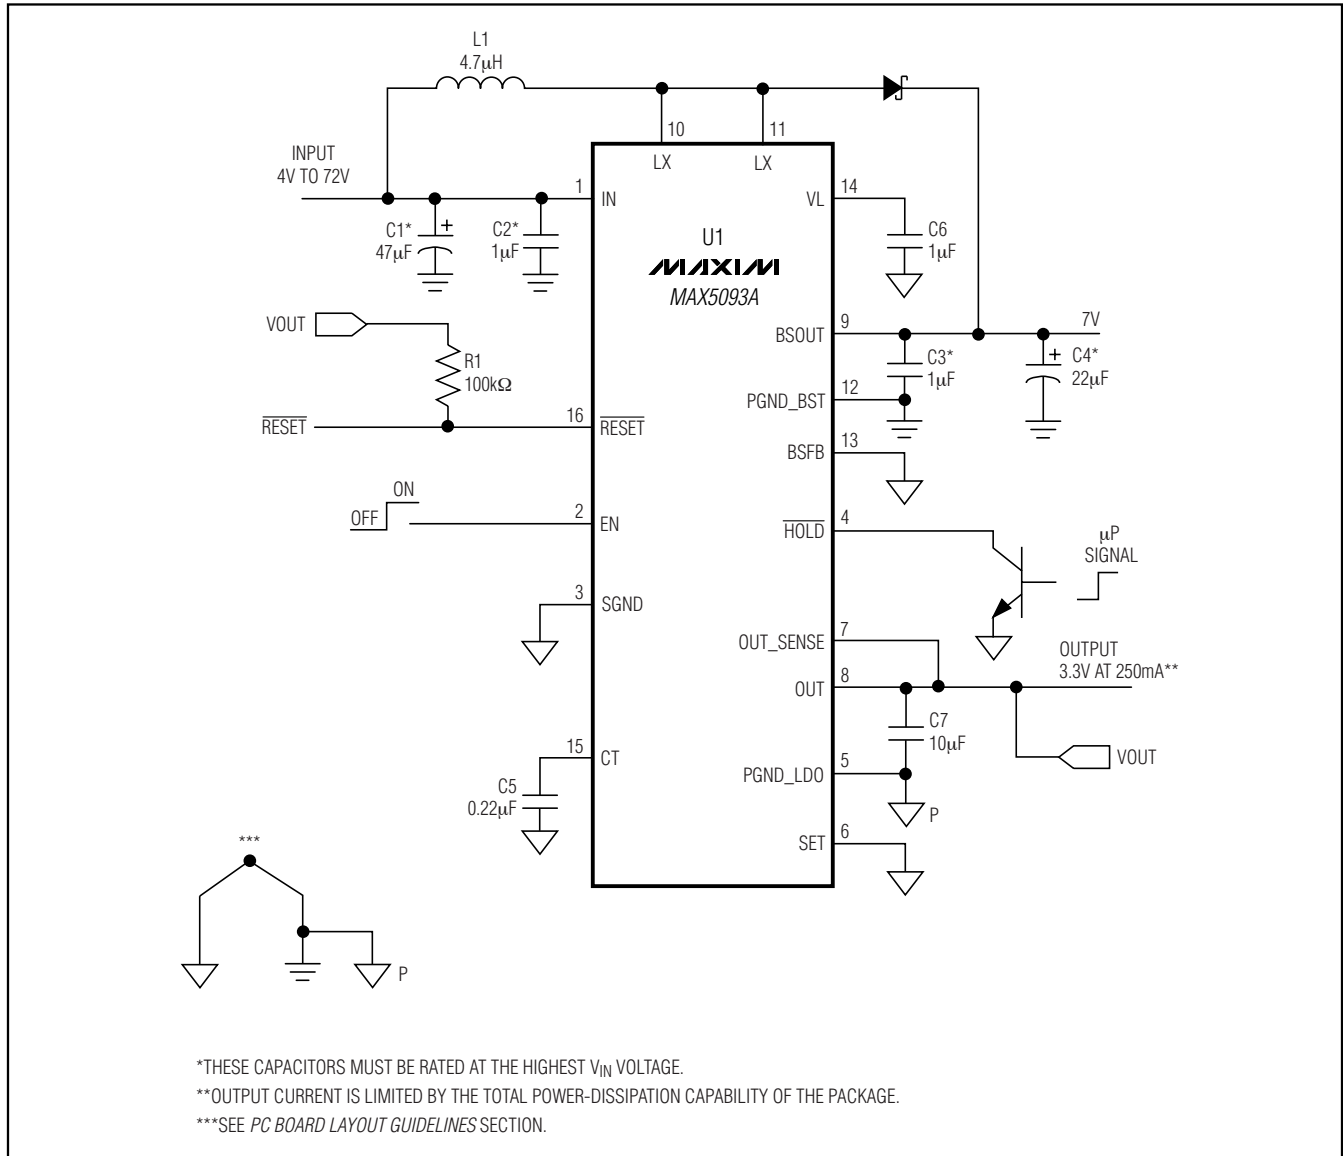 L1
4.7µH
10
11
LX
LX
INPUT
4V TO 72V
1
IN
VL
14
C1*
47µF
+
C2*
1µF
U1
MAXIM
MAX5093A
C6
1µF
VOUT
R1
100kΩ
BSOUT
9
7V
C3*
1µF
+
C4*
22µF
PGND_BST
12
RESET
16
RESET
BSFB
13
OFF
ON
2
EN
HOLD
4
µP
SIGNAL
3
SGND
OUT_SENSE
7
OUTPUT
3.3V AT 250mA**
OUT
8
C7
10µF
VOUT
15
CT
C5
0.22µF
PGND_LDO
5
P
SET
6
***
P
*THESE CAPACITORS MUST BE RATED AT THE HIGHEST VIN VOLTAGE.
**OUTPUT CURRENT IS LIMITED BY THE TOTAL POWER-DISSIPATION CAPABILITY OF THE PACKAGE.
***SEE PC BOARD LAYOUT GUIDELINES SECTION.